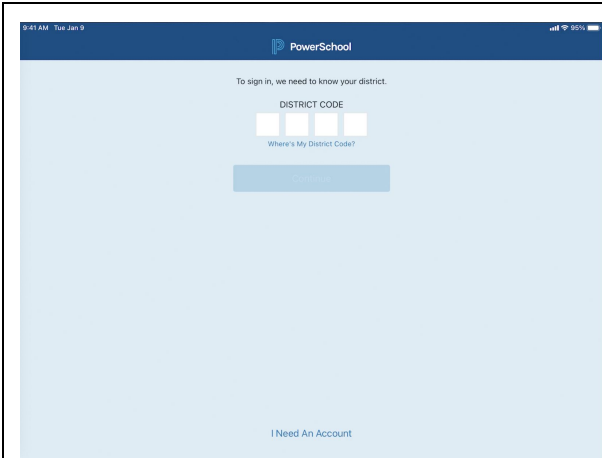 9:41 AM Tue Jan 9
95%
PowerSchool
To sign in, we need to know your district.
DISTRICT CODE
Where's My District Code?
I Need An Account